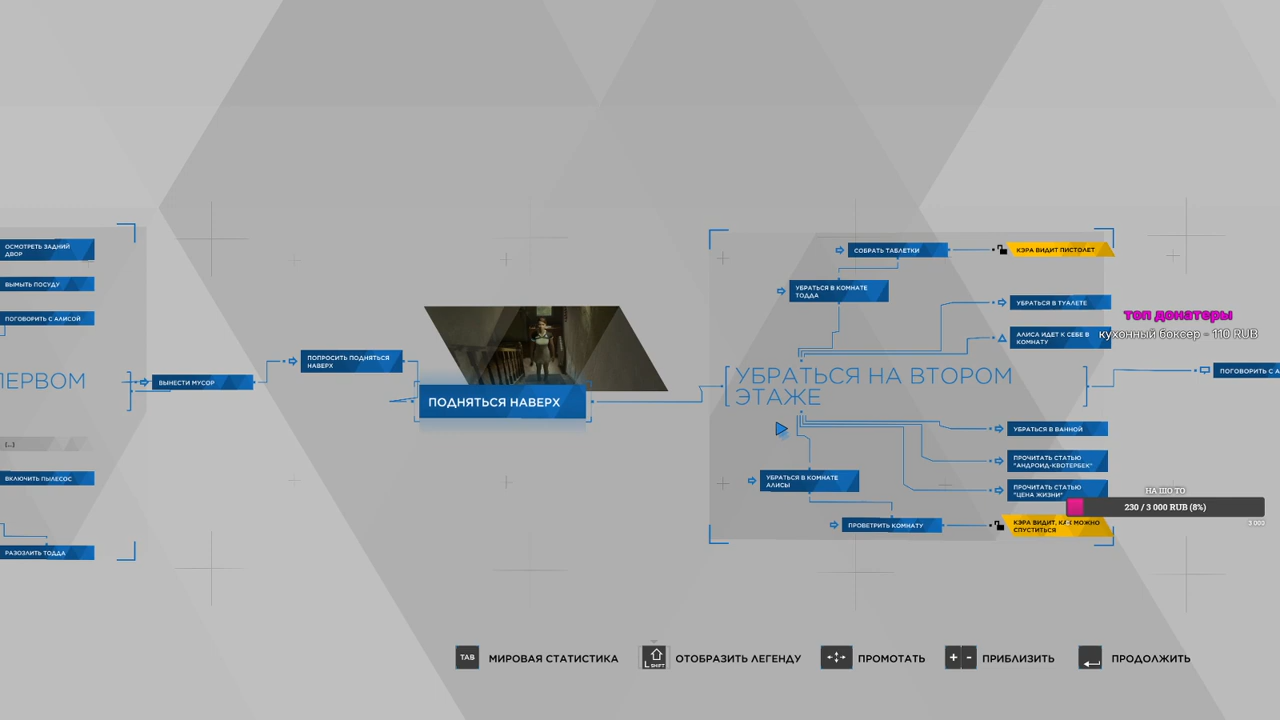 ОСМОТРЕТЬ ЗАДНИЙ
ДВОР
ВЫМЫТЬ ПОСУДУ
ПОГОВОРИТЬ С АЛИСОЙ
ПЕРВОМ
[...]
ВКЛЮЧИТЬ ПЫЛЕСОС
РАЗОЗЛИТЬ ТОДДА
ВЫНЕСТИ МУСОР
ПОПРОСИТЬ ПОДНЯТЬСЯ
НАВЕРХ
ПОДНЯТЬСЯ НАВЕРХ
СОБРАТЬ ТАБЛЕТКИ
КЭРА ВИДИТ ПИСТОЛЕТ
УБРАТЬСЯ В КОМНАТЕ
ТОДДА
УБРАТЬСЯ В ТУАЛЕТЕ
АЛИСА ИДЕТ К СЕБЕ В
КОМНАТУ
топ донатеры
кухонный боксер - 110 RUB
УБРАТЬСЯ НА ВТОРОМ
ЭТАЖЕ
ПОГОВОРИТЬ С А
УБРАТЬСЯ В ВАННОЙ
ПРОЧИТАТЬ СТАТЬЮ
"АНДРОИД-КВОТЕРБЕК"
УБРАТЬСЯ В КОМНАТЕ
АЛИСЫ
ПРОЧИТАТЬ СТАТЬЮ
"ЦЕНА ЖИЗНИ"
НА ШО ТО
230 / 3 000 RUB (8%)
3 000
ПРОВЕТРИТЬ КОМНАТУ
КЭРА ВИДИТ, КАК МОЖНО
СПУСТИТЬСЯ
TAB МИРОВАЯ СТАТИСТИКА
L SHIFT ОТОБРАЗИТЬ ЛЕГЕНДУ
ПРОМОТАТЬ
+ - ПРИБЛИЗИТЬ
ПРОДОЛЖИТЬ